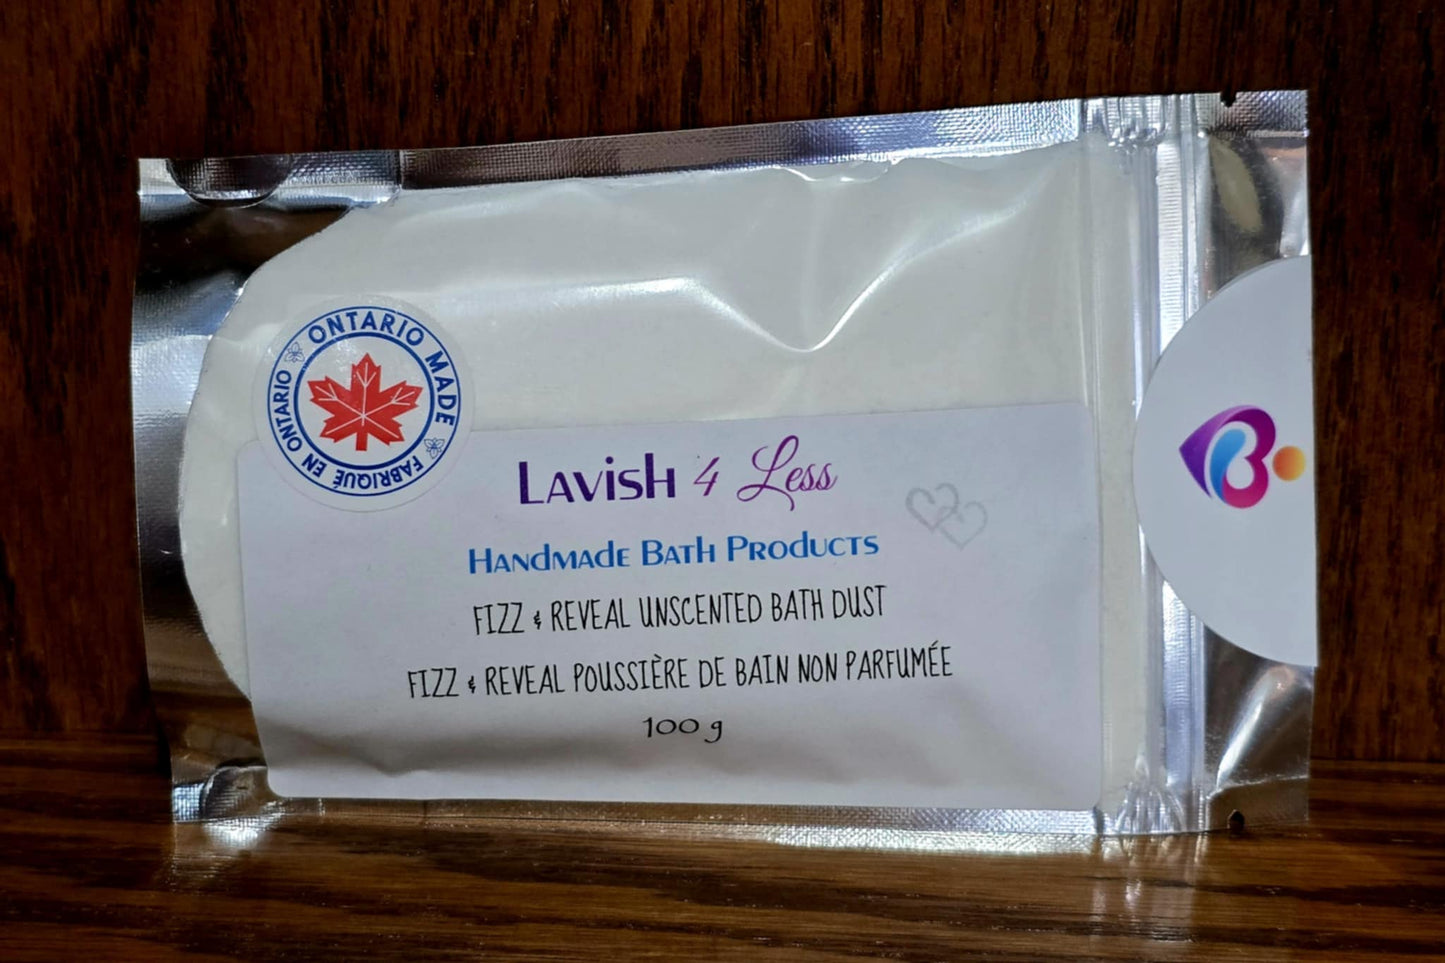 ONTARIO MADE
FABRIQUÉ EN ONTARIO
LAVISH 4 Less
HANDMADE BATH PRODUCTS
FIZZ & REVEAL UNSCENTED BATH DUST
FIZZ & REVEAL POUSSIÈRE DE BAIN NON PARFUMÉE
100 g
B